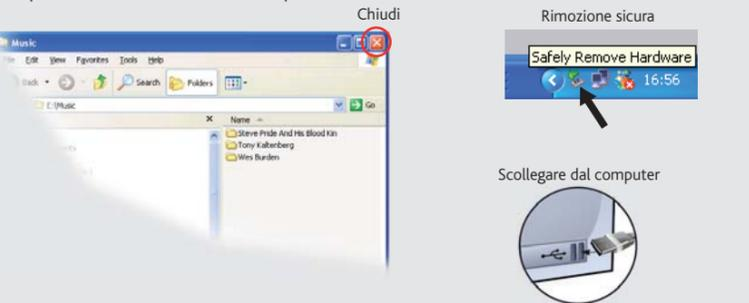 Chiudi
Rimozione sicura
Music
Edit View Favorites Tools Help
Back Search Folders
E:\Music Go
Name
Steve Pride And His Blood Kin
Tony Kaltenberg
Wes Burden
Safely Remove Hardware
16:56
Scollegare dal computer